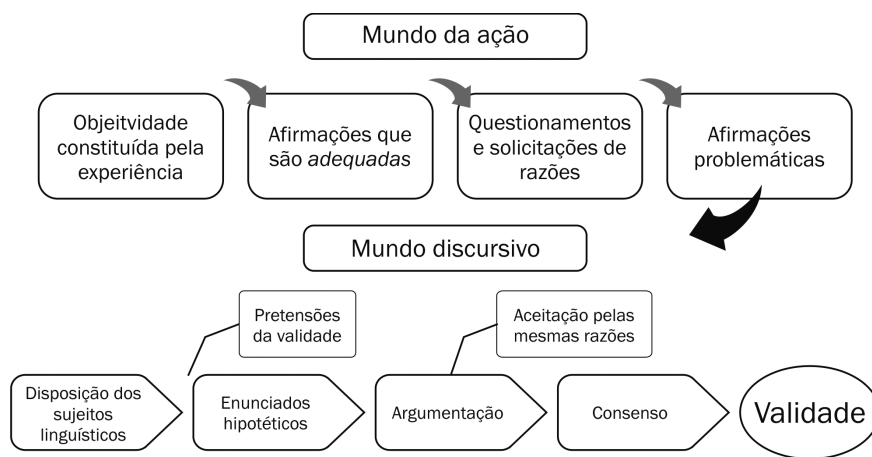 Mundo da ação
Objeitvidade
constituída pela
experiência
Afirmações que
são adequadas
Questionamentos
e solicitações de
razões
Afirmações
problemáticas
Mundo discursivo
Pretensões
da validade
Aceitação pelas
mesmas razões
Disposição dos
sujeitos
linguísticos
Enunciados
hipotéticos
Argumentação
Consenso
Validade